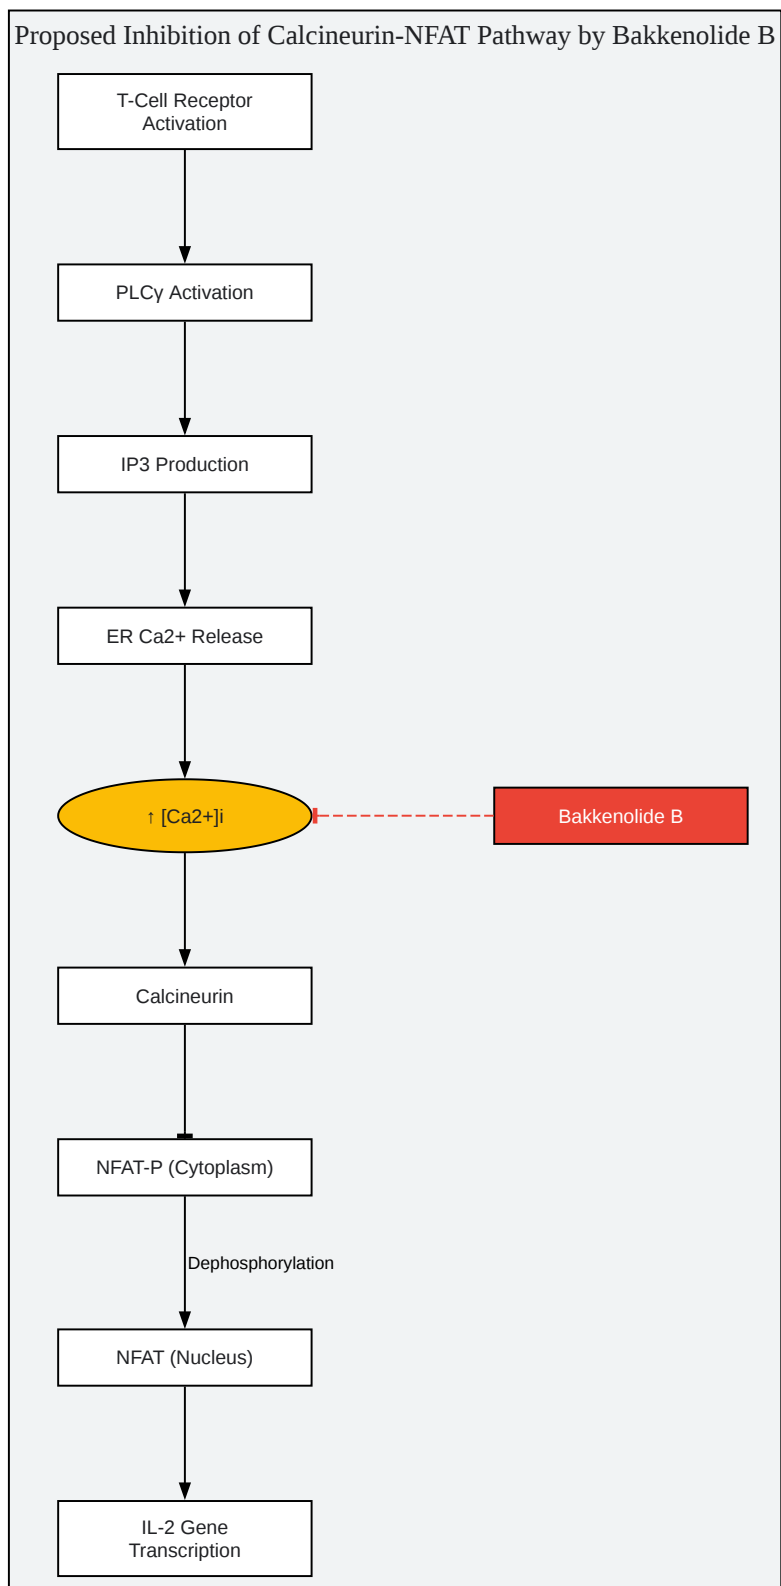 Proposed Inhibition of Calcineurin-NFAT Pathway by Bakkenolide B
T-Cell Receptor
Activation
PLCγ Activation
IP3 Production
ER Ca2+ Release
↑ [Ca2+]i
Bakkenolide B
Calcineurin
NFAT-P (Cytoplasm)
Dephosphorylation
NFAT (Nucleus)
IL-2 Gene
Transcription